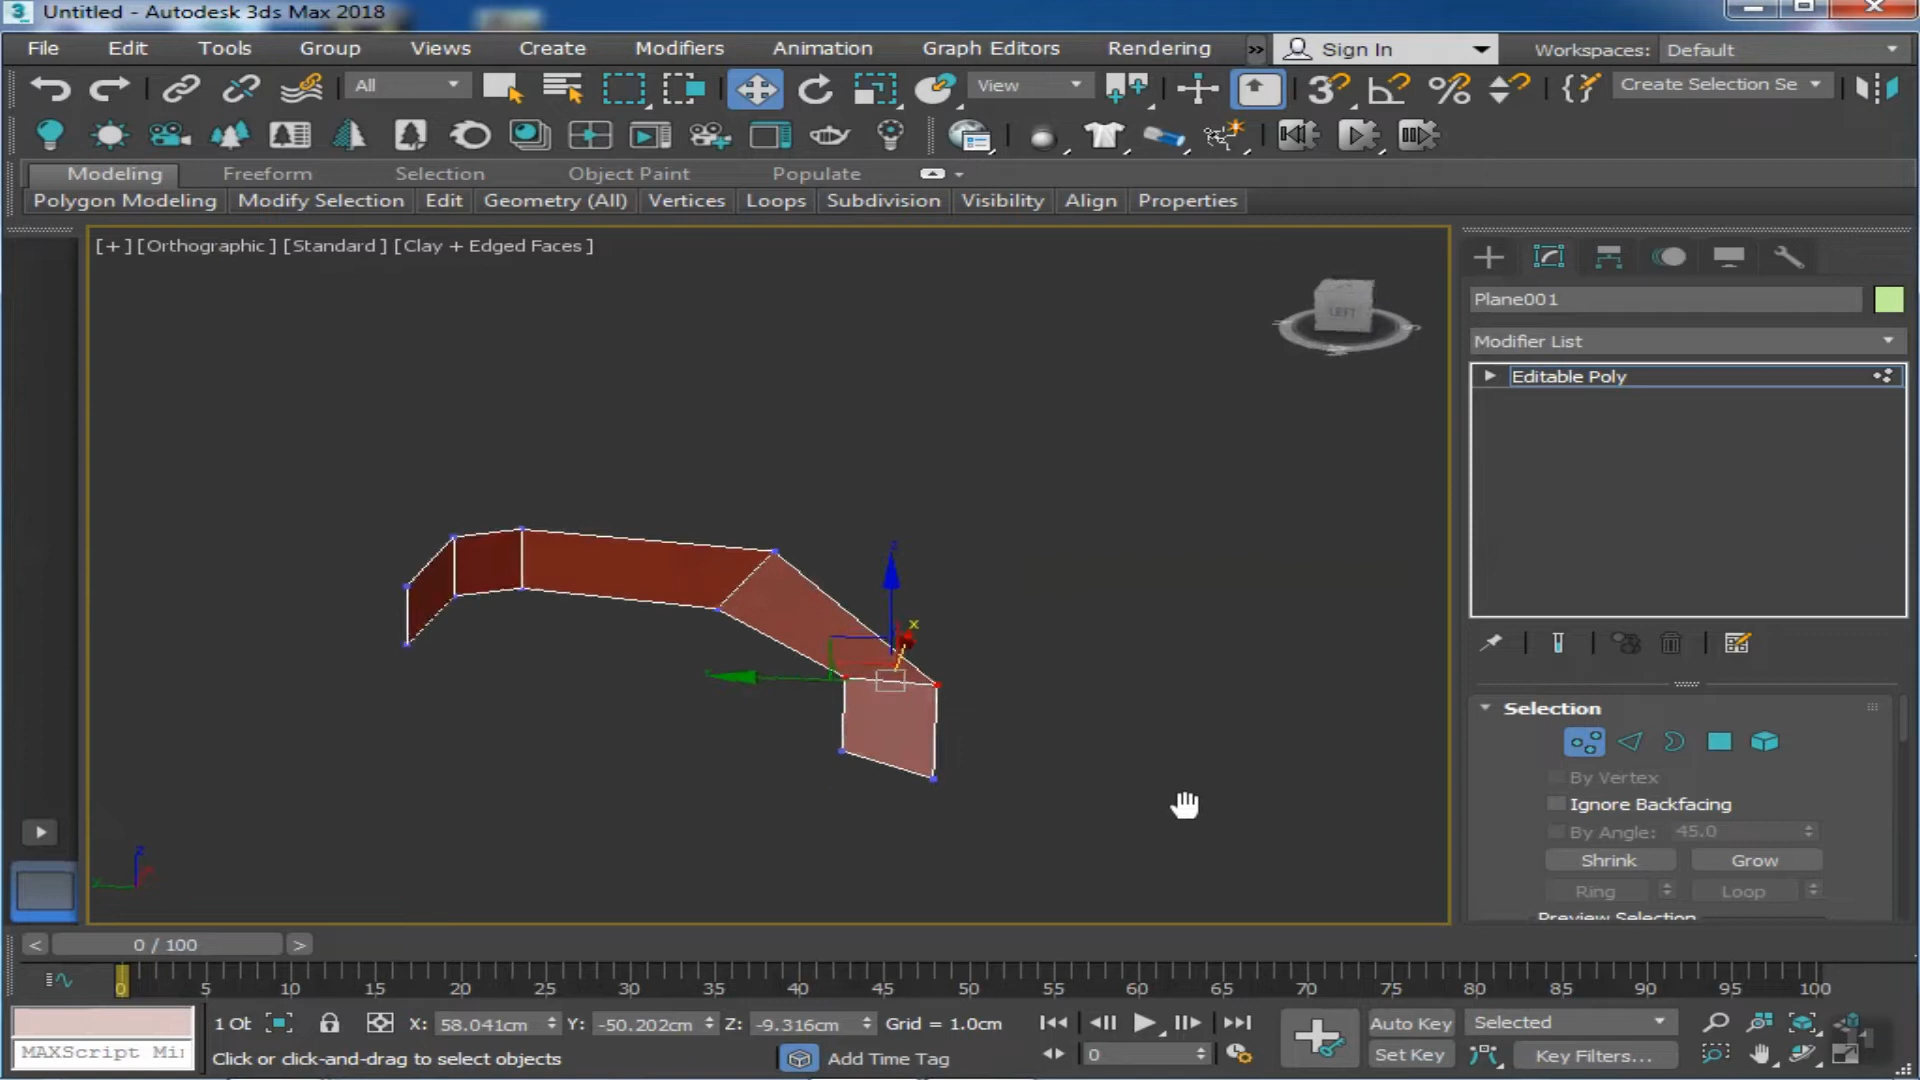 Untitled - Autodesk 3ds Max 2018
File Edit Tools Group Views Create Modifiers Animation Graph Editors Rendering >> Sign In Workspaces: Default
All View Create Selection Se
Modeling Freeform Selection Object Paint Populate
Polygon Modeling Modify Selection Edit Geometry (All) Vertices Loops Subdivision Visibility Align Properties
[+] [Orthographic] [Standard] [Clay + Edged Faces]
LEFT
Plane001
Modifier List
Editable Poly
x
Selection
By Vertex
Ignore Backfacing
By Angle: 45.0
Shrink Grow
Ring Loop
Preview Selection
z
< 0 / 100 >
0 5 10 15 20 25 30 35 40 45 50 55 60 65 70 75 80 85 90 95 100
1 Ot X: 58.041cm Y: -50.202cm Z: -9.316cm Grid = 1.0cm Auto Key Selected
MAXScript Mi Click or click-and-drag to select objects Add Time Tag 0 Set Key Key Filters...